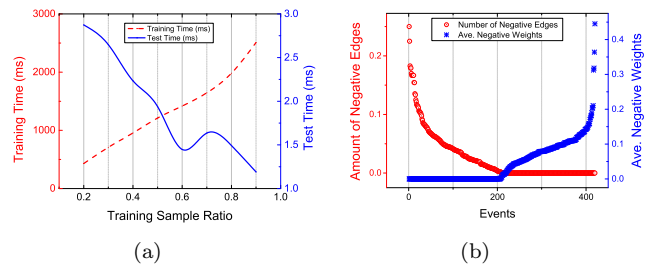 3000
2000
1000
0
Training Time (ms)
Training Time (ms)
Test Time (ms)
3.0
2.5
2.0
1.5
1.0
Test Time (ms)
0.0
0.2
0.4
0.6
0.8
1.0
Training Sample Ratio
(a)
0.2
0.1
0.0
Amount of Negative Edges
Number of Negative Edges
Ave. Negative Weights
0.4
0.3
0.2
0.1
0.0
Ave. Negative Weights
0
200
400
Events
(b)